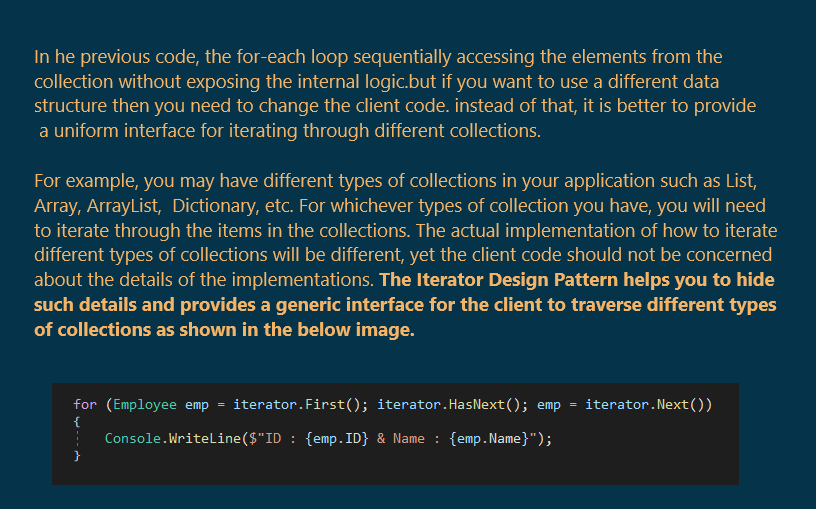 In he previous code, the for-each loop sequentially accessing the elements from the
collection without exposing the internal logic.but if you want to use a different data
structure then you need to change the client code. instead of that, it is better to provide
a uniform interface for iterating through different collections.
For example, you may have different types of collections in your application such as List,
Array, ArrayList, Dictionary, etc. For whichever types of collection you have, you will need
to iterate through the items in the collections. The actual implementation of how to iterate
different types of collections will be different, yet the client code should not be concerned
about the details of the implementations. The Iterator Design Pattern helps you to hide
such details and provides a generic interface for the client to traverse different types
of collections as shown in the below image.
for (Employee emp = iterator.First(); iterator.HasNext(); emp = iterator.Next())
{
Console.WriteLine($"ID : {emp.ID} & Name : {emp.Name}");
}